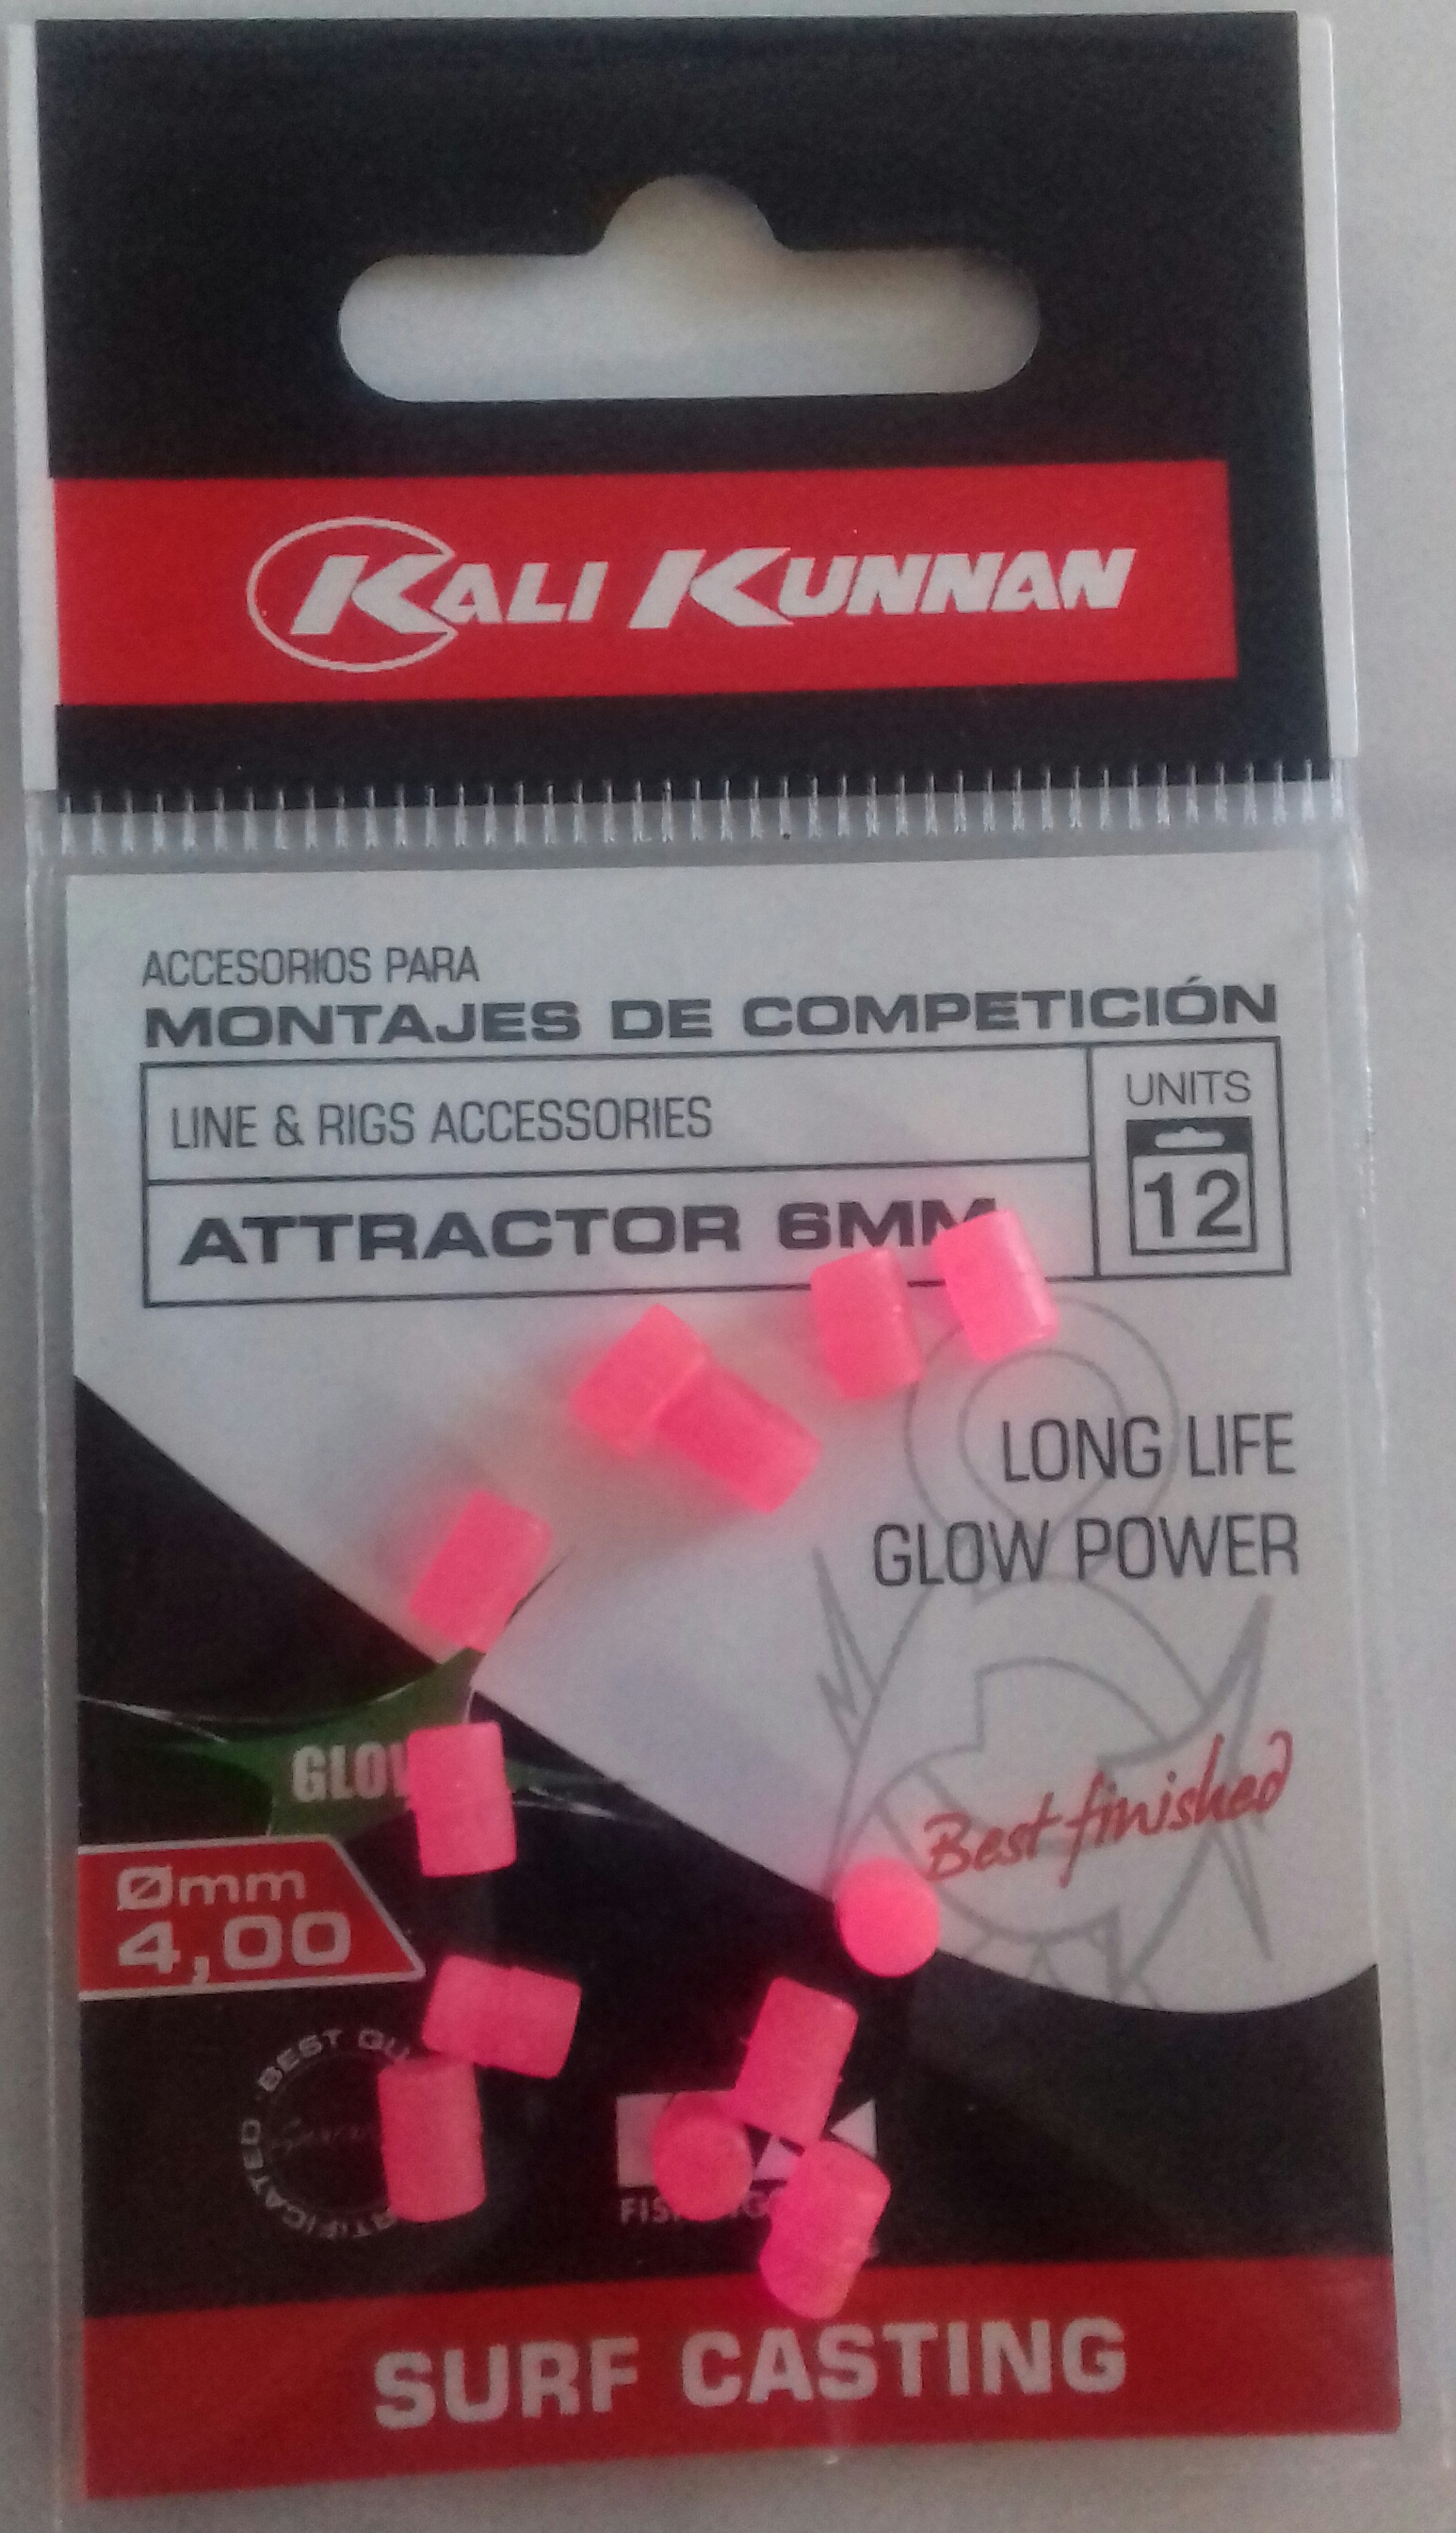 KALI KUNNAN
ACCESORIOS PARA
MONTAJES DE COMPETICIÓN
LINE & RIGS ACCESSORIES
UNITS
12
ATTRACTOR 6MM
LONG LIFE
GLOW POWER
Best finished
Ømm
4,00
BEST
SURF CASTING